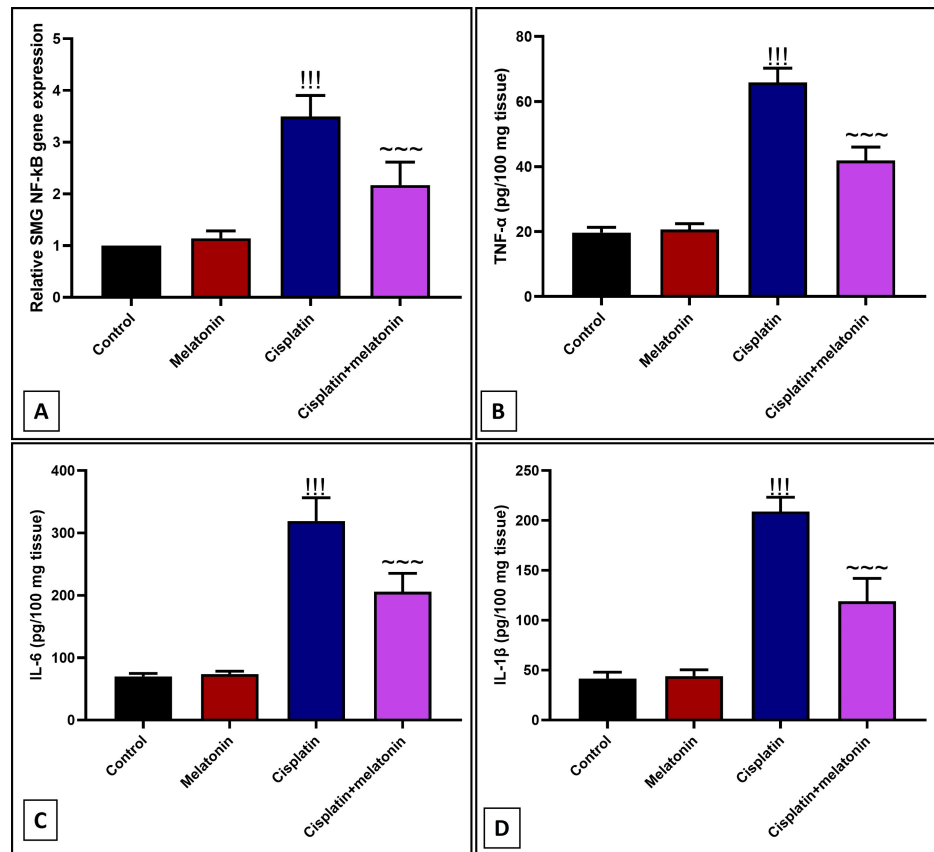 Relative SMG NF-kB gene expression
5
4
3
2
1
0
!!!
~~~
Control
Melatonin
Cisplatin
Cisplatin+melatonin
A
TNF-α (pg/100 mg tissue)
80
60
40
20
0
!!!
~~~
Control
Melatonin
Cisplatin
Cisplatin+melatonin
B
IL-6 (pg/100 mg tissue)
400
300
200
100
0
!!!
~~~
Control
Melatonin
Cisplatin
Cisplatin+melatonin
C
IL-1β (pg/100 mg tissue)
250
200
150
100
50
0
!!!
~~~
Control
Melatonin
Cisplatin
Cisplatin+melatonin
D